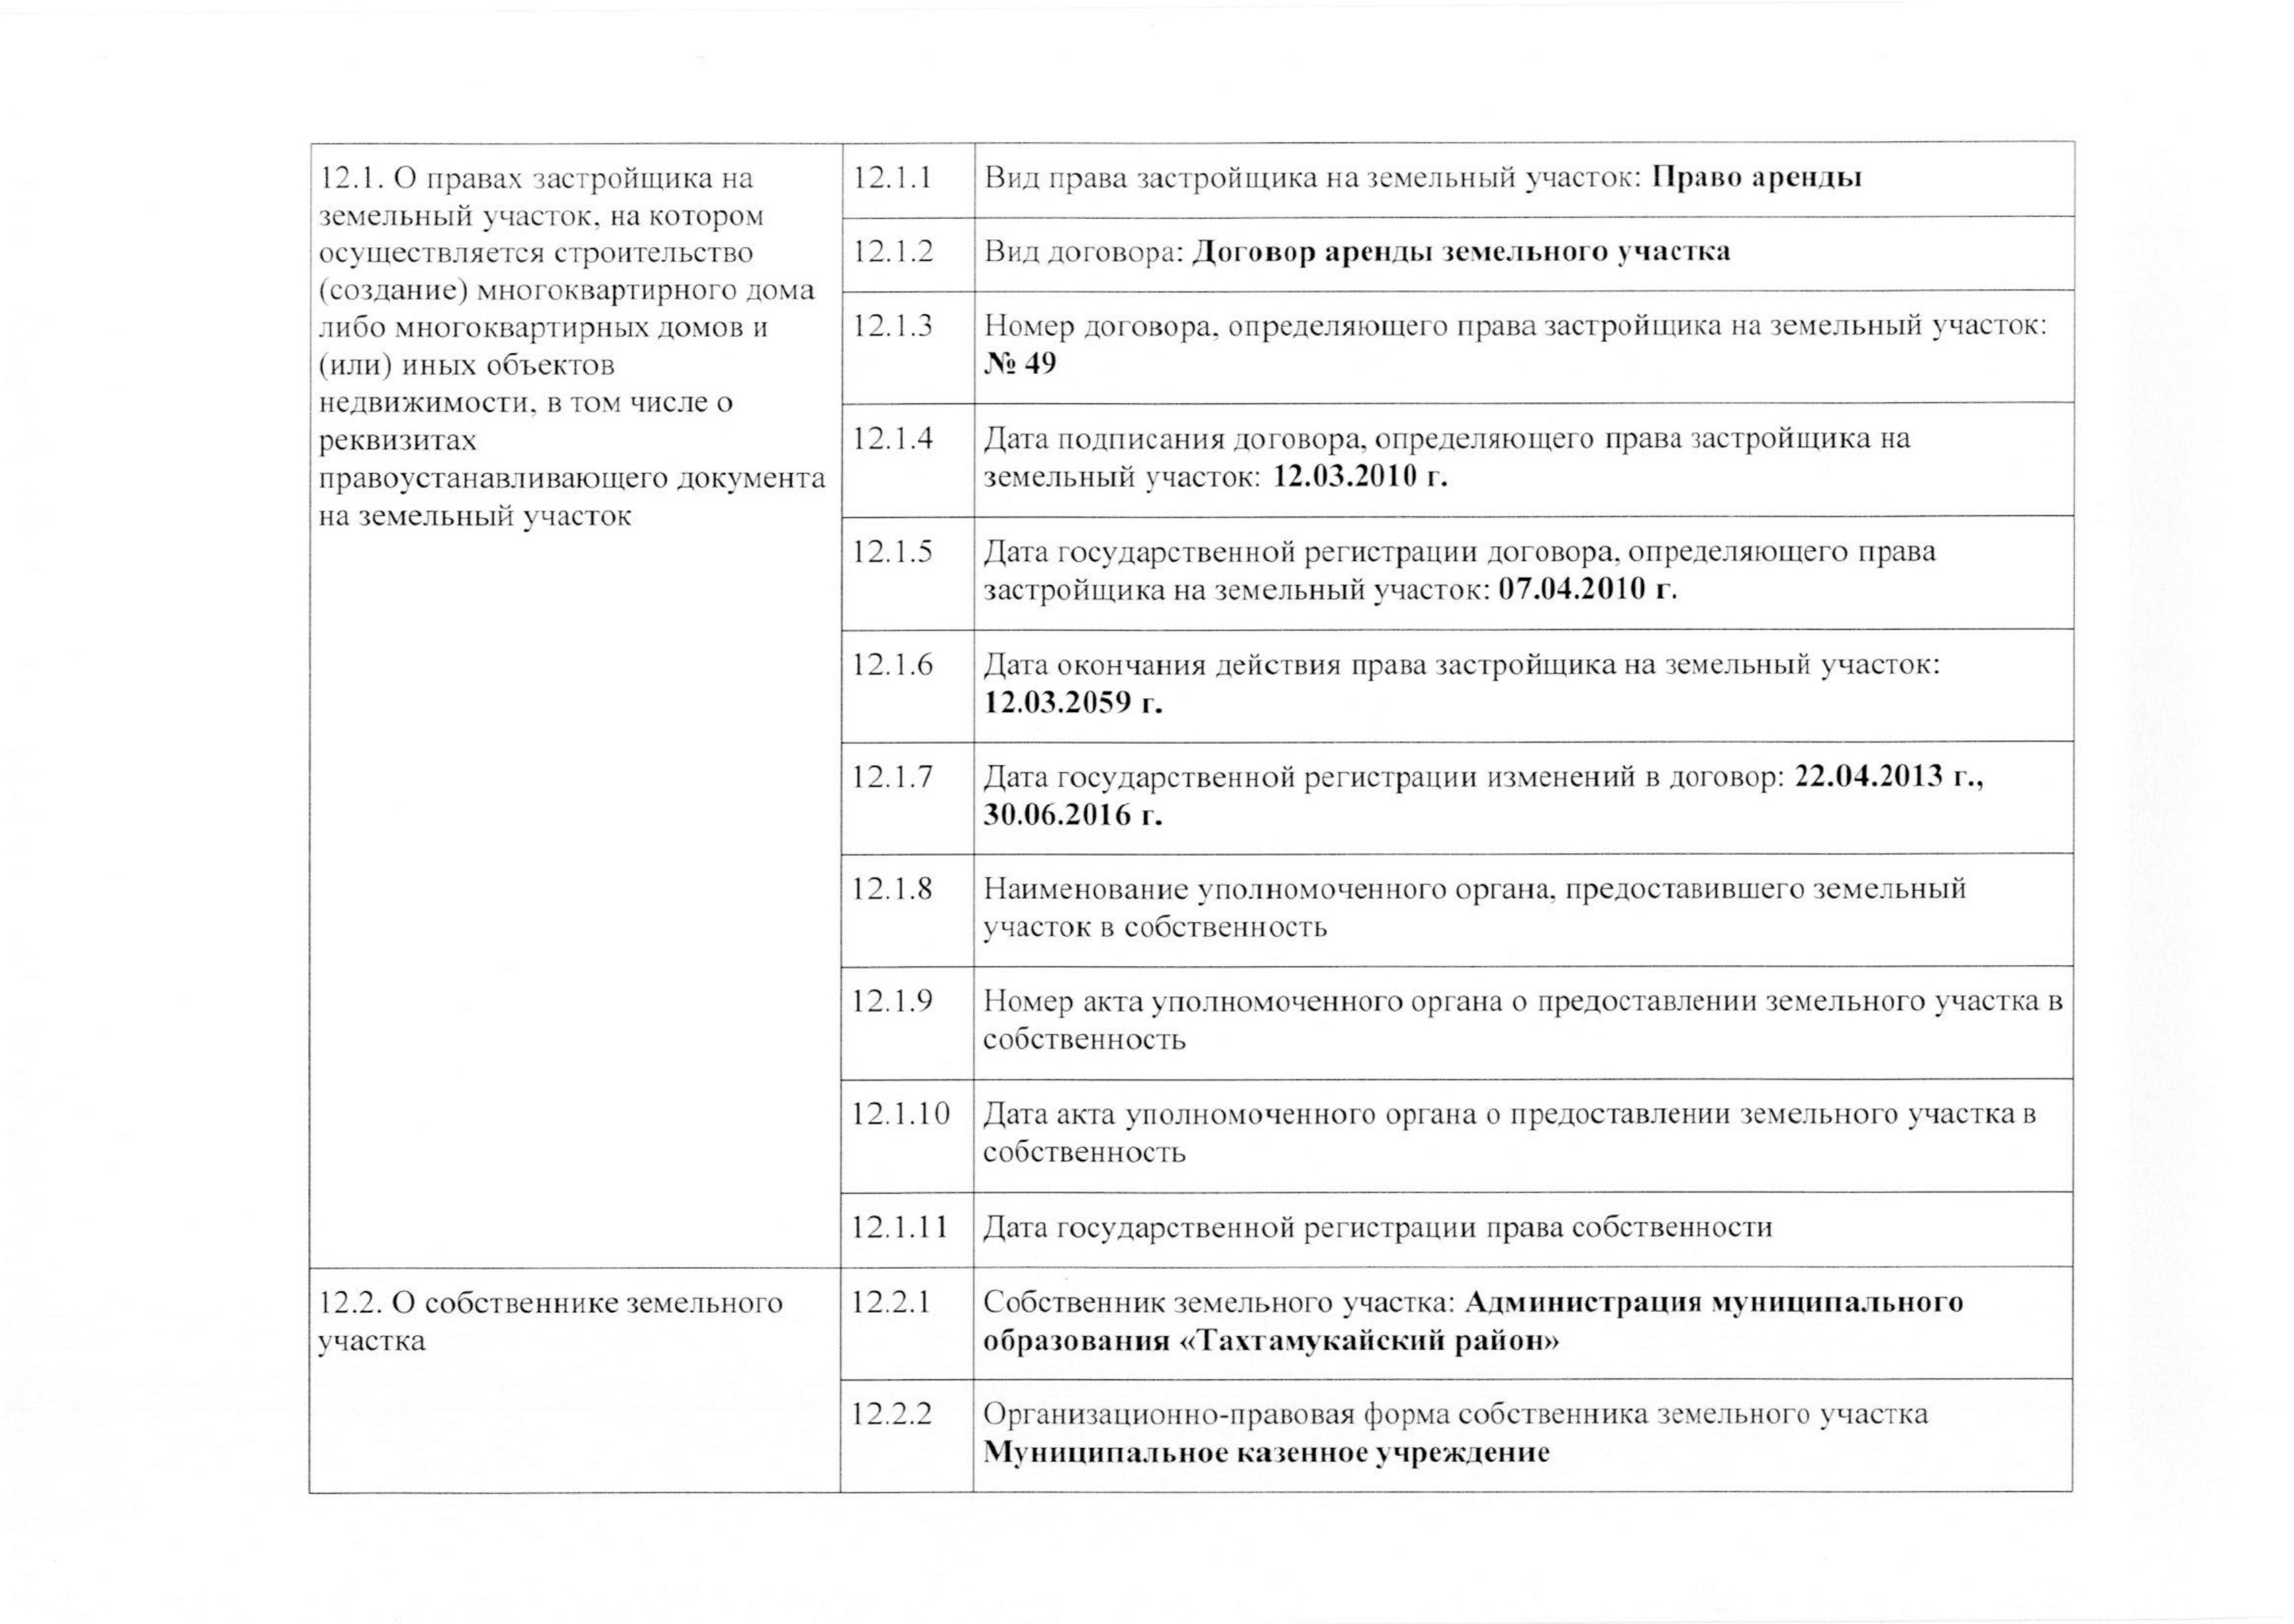 12.1. О правах застройщика на
земельный участок, на котором
осуществляется строительство
(создание) многоквартирного дома
либо многоквартирных домов и
(или) иных объектов
недвижимости, в том числе о
реквизитах
правоустанавливающего документа
на земельный участок
12.1.1
Вид права застройщика на земельный участок: Право аренды
12.1.2
Вид договора: Договор аренды земельного участка
12.1.3
Номер договора, определяющего права застройщика на земельный участок:
№ 49
12.1.4
Дата подписания договора, определяющего права застройщика на
земельный участок: 12.03.2010 г.
12.1.5
Дата государственной регистрации договора, определяющего права
застройщика на земельный участок: 07.04.2010 г.
12.1.6
Дата окончания действия права застройщика на земельный участок:
12.03.2059 г.
12.1.7
Дата государственной регистрации изменений в договор: 22.04.2013 г.,
30.06.2016 г.
12.1.8
Наименование уполномоченного органа, предоставившего земельный
участок в собственность
12.1.9
Номер акта уполномоченного органа о предоставлении земельного участка в
собственность
12.1.10
Дата акта уполномоченного органа о предоставлении земельного участка в
собственность
12.1.11
Дата государственной регистрации права собственности
12.2. О собственнике земельного
участка
12.2.1
Собственник земельного участка: Администрация муниципального
образования «Тахтамукайский район»
12.2.2
Организационно-правовая форма собственника земельного участка
Муниципальное казенное учреждение